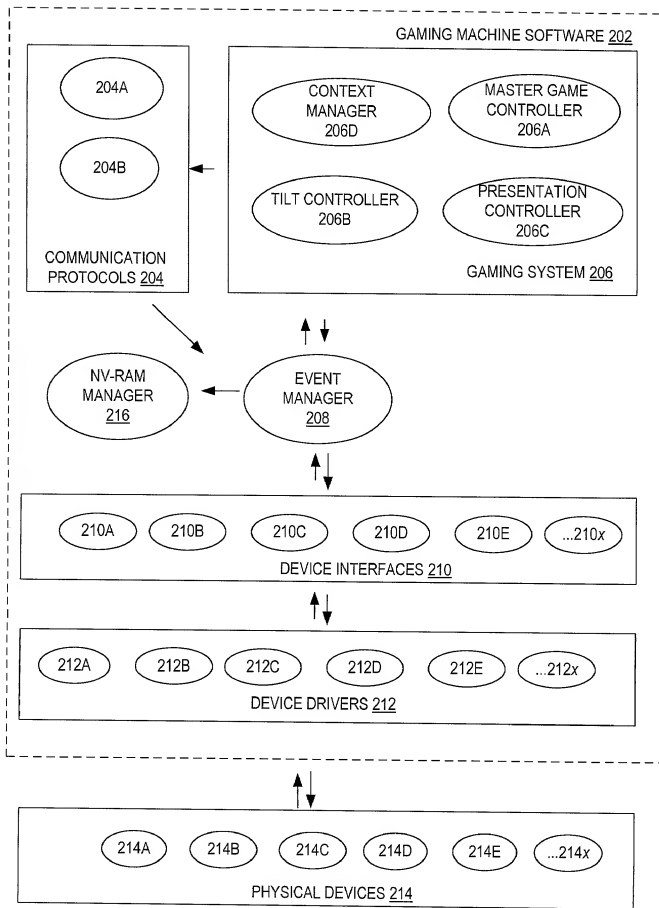 GAMING MACHINE SOFTWARE 202
204A
204B
COMMUNICATION
PROTOCOLS 204
CONTEXT
MANAGER
206D
MASTER GAME
CONTROLLER
206A
TILT CONTROLLER
206B
PRESENTATION
CONTROLLER
206C
GAMING SYSTEM 206
NV-RAM
MANAGER
216
EVENT
MANAGER
208
210A 210B 210C 210D 210E ...210x
DEVICE INTERFACES 210
212A 212B 212C 212D 212E ...212x
DEVICE DRIVERS 212
214A 214B 214C 214D 214E ...214x
PHYSICAL DEVICES 214